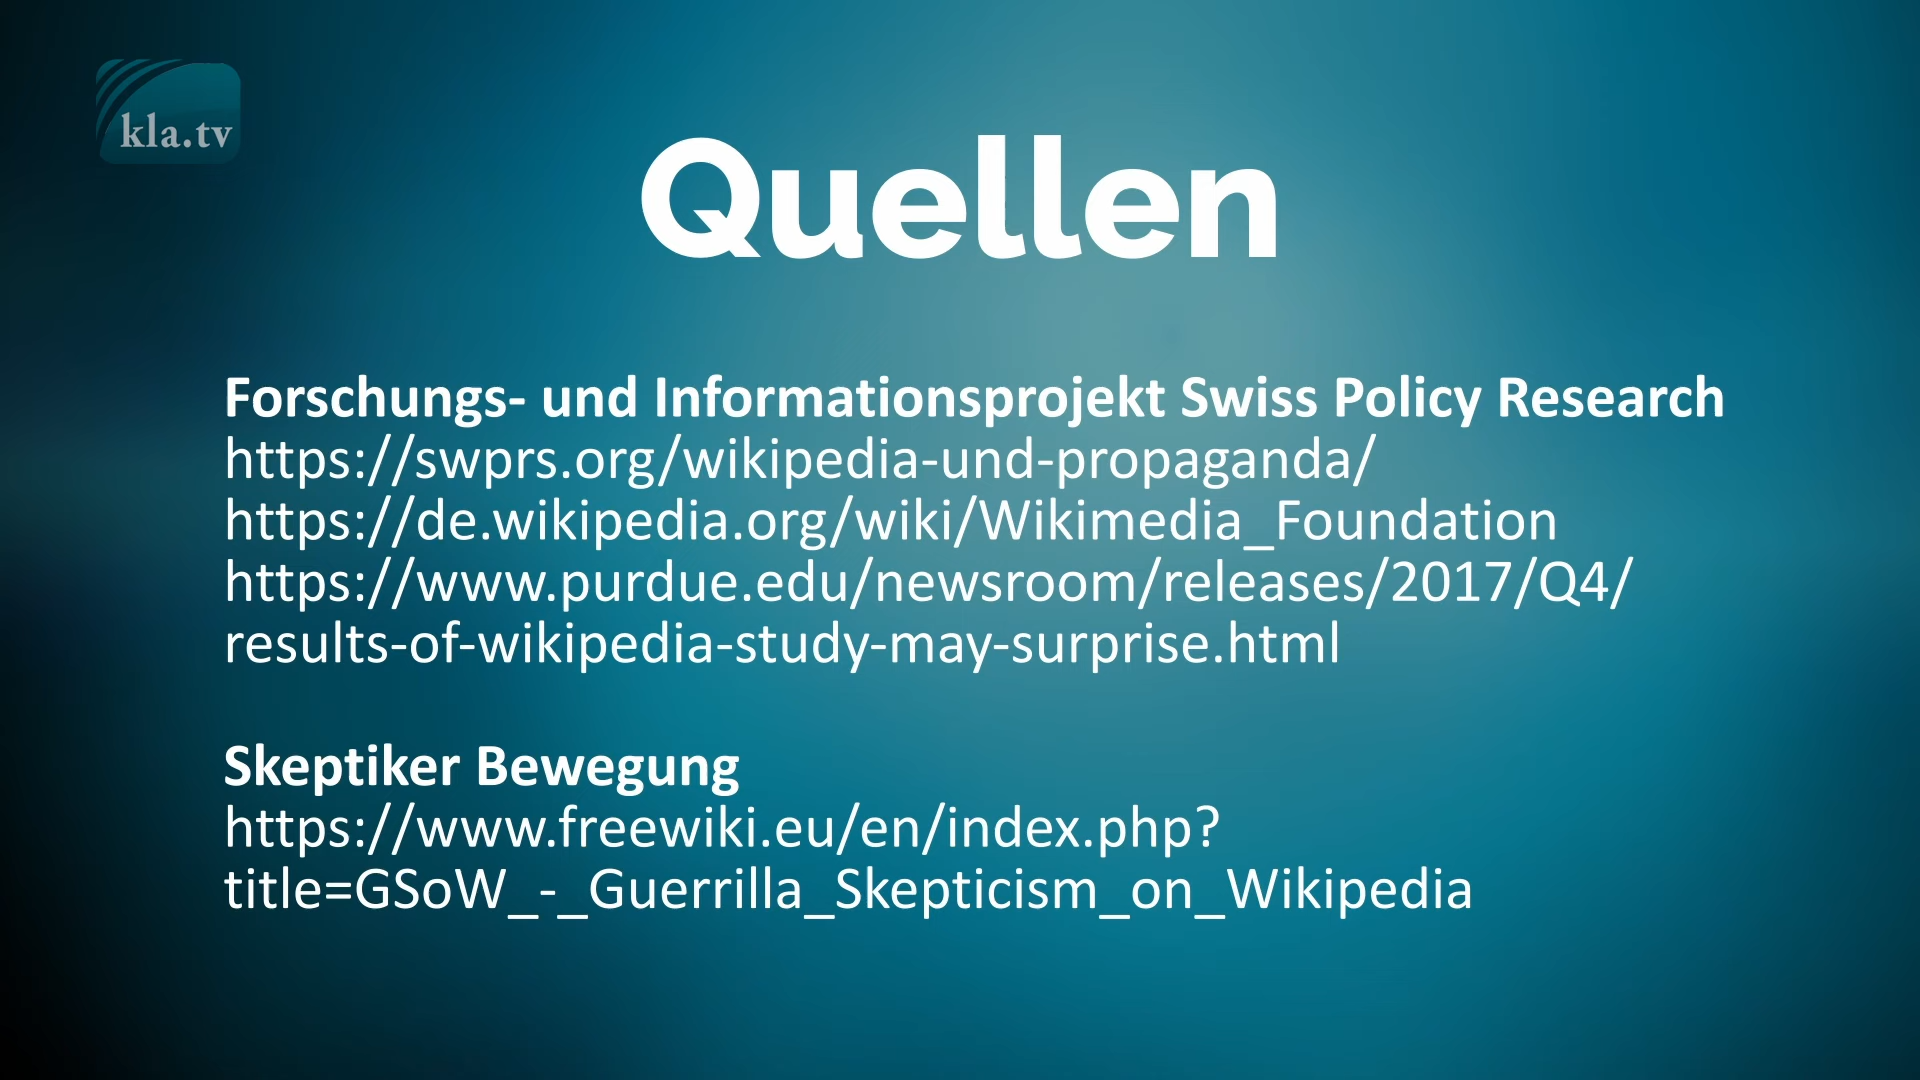 kla.tv
Quellen
Forschungs- und Informationsprojekt Swiss Policy Research
https://swprs.org/wikipedia-und-propaganda/
https://de.wikipedia.org/wiki/Wikimedia_Foundation
https://www.purdue.edu/newsroom/releases/2017/Q4/
results-of-wikipedia-study-may-surprise.html
Skeptiker Bewegung
https://www.freewiki.eu/en/index.php?
title=GSoW_-_Guerrilla_Skepticism_on_Wikipedia